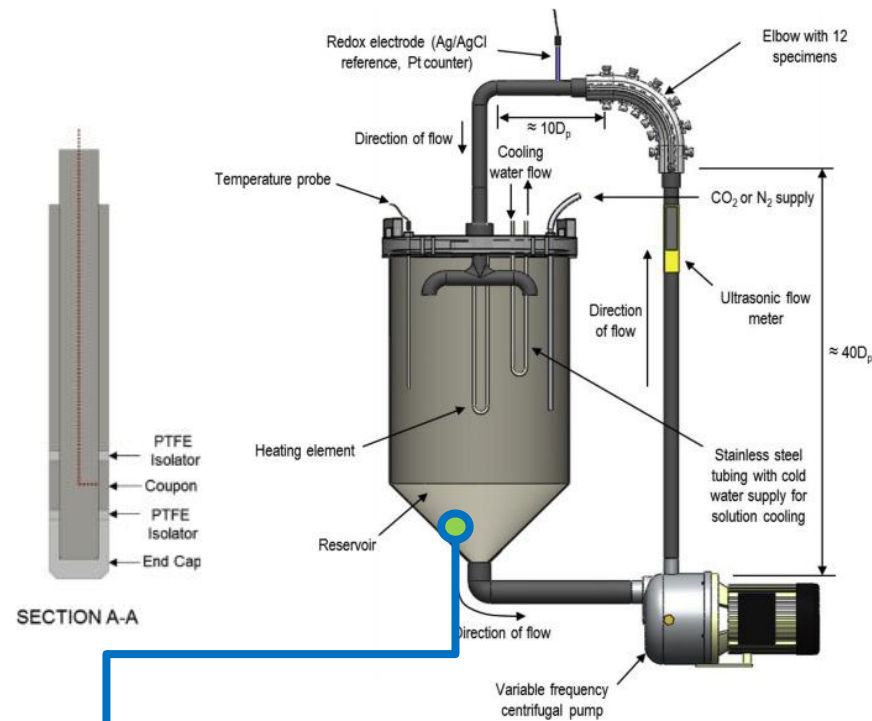 PTFE
Isolator
Coupon
PTFE
Isolator
End Cap
SECTION A-A
Redox electrode (Ag/AgCl
reference, Pt counter)
Elbow with 12
specimens
Direction of flow
≈ 10Dp
Cooling
water flow
Temperature probe
CO2 or N2 supply
Ultrasonic flow
meter
Direction
of flow
≈ 40Dp
Heating element
Stainless steel
tubing with cold
water supply for
solution cooling
Reservoir
Direction of flow
Variable frequency
centrifugal pump